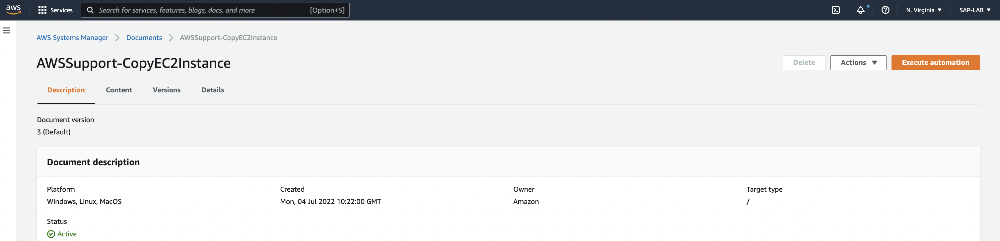 aws Services Search for services, features, blogs, docs, and more [Option+S] N. Virginia SAP-LAB
AWS Systems Manager Documents AWSSupport-CopyEC2Instance
AWSSupport-CopyEC2Instance Delete Actions Execute automation
Description Content Versions Details
Document version
3 (Default)
Document description
Platform Created Owner Target type
Windows, Linux, MacOS Mon, 04 Jul 2022 10:22:00 GMT Amazon /
Status
Active